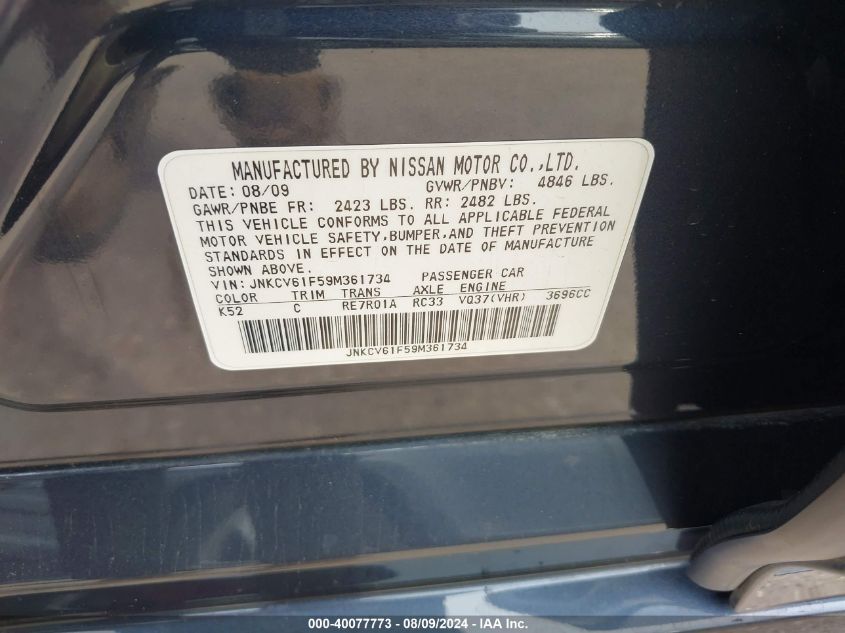 MANUFACTURED BY NISSAN MOTOR CO.,LTD.
DATE: 08/09 GVWR/PNBV: 4846 LBS.
GAWR/PNBE FR: 2423 LBS. RR: 2482 LBS.
THIS VEHICLE CONFORMS TO ALL APPLICABLE FEDERAL
MOTOR VEHICLE SAFETY,BUMPER,AND THEFT PREVENTION
STANDARDS IN EFFECT ON THE DATE OF MANUFACTURE
SHOWN ABOVE.
VIN: JNKCV61F59M361734 PASSENGER CAR
COLOR TRIM TRANS AXLE ENGINE
K52 C RE7R01A RC33 VQ37(VHR) 3696CC
JNKCV61F59M361734
000-40077773 - 08/09/2024 - IAA Inc.